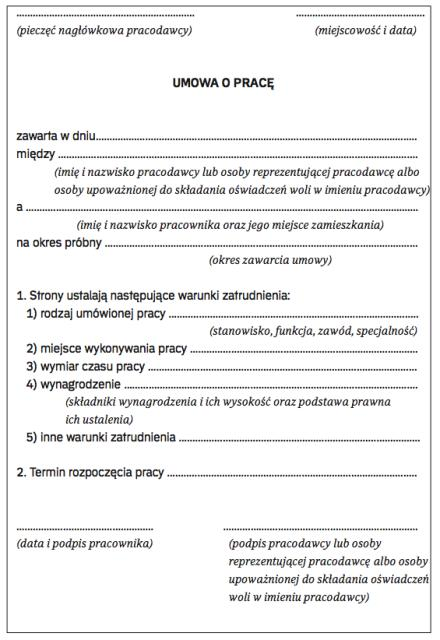 ............................................................ ...........................................
(pieczęć nagłówkowa pracodawcy) (miejscowość i data)
UMOWA O PRACĘ
zawarta w dniu....................................................................................................
między ................................................................................................................
(imię i nazwisko pracodawcy lub osoby reprezentującej pracodawcę albo
osoby upoważnionej do składania oświadczeń woli w imieniu pracodawcy)
a ..........................................................................................................................
(imię i nazwisko pracownika oraz jego miejsce zamieszkania)
na okres próbny ..................................................................................................
(okres zawarcia umowy)
1. Strony ustalają następujące warunki zatrudnienia:
1) rodzaj umówionej pracy ..............................................................................
(stanowisko, funkcja, zawód, specjalność)
2) miejsce wykonywania pracy .......................................................................
3) wymiar czasu pracy .....................................................................................
4) wynagrodzenie .............................................................................................
(składniki wynagrodzenia i ich wysokość oraz podstawa prawna
ich ustalenia)
5) inne warunki zatrudnienia ...........................................................................
2. Termin rozpoczęcia pracy ...............................................................................
.............................................. .................................................................
(data i podpis pracownika) (podpis pracodawcy lub osoby
reprezentującej pracodawcę albo osoby
upoważnionej do składania oświadczeń
woli w imieniu pracodawcy)